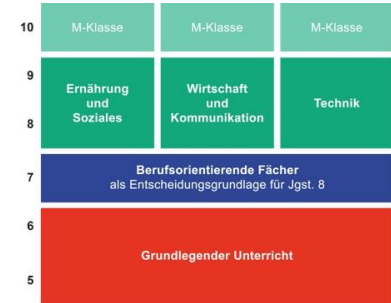 10 M-Klasse M-Klasse M-Klasse
9
Ernährung
und
Soziales
Wirtschaft
und
Kommunikation
Technik
8
7
Berufsorientierende Fächer
als Entscheidungsgrundlage für Jgst. 8
6
Grundlegender Unterricht
5